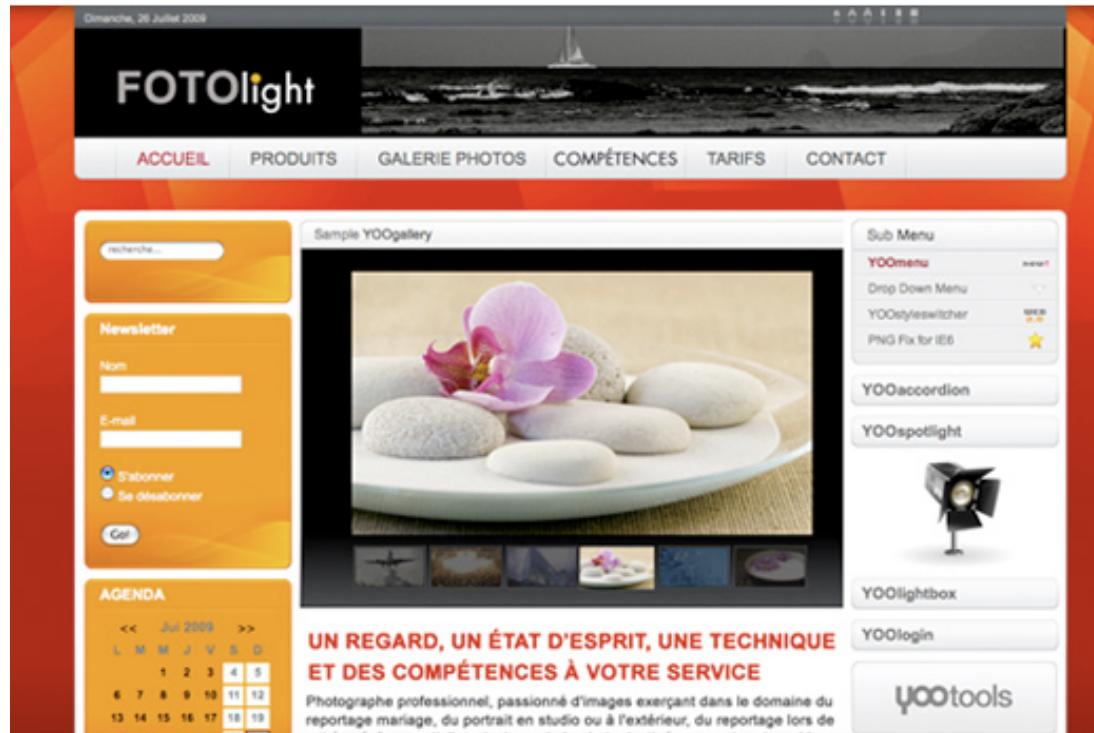 Dimanche, 26 Juillet 2009
A A A
FOTOlight
ACCUEIL PRODUITS GALERIE PHOTOS COMPÉTENCES TARIFS CONTACT
recherche...
Newsletter
Nom
E-mail
S'abonner
Se désabonner
Go!
AGENDA
<< Jui 2009 >>
L M M J V S D
1 2 3 4 5
6 7 8 9 10 11 12
13 14 15 16 17 18 19
Sample YOOgallery
UN REGARD, UN ÉTAT D'ESPRIT, UNE TECHNIQUE
ET DES COMPÉTENCES À VOTRE SERVICE
Photographe professionnel, passionné d'images exerçant dans le domaine du
reportage mariage, du portrait en studio ou à l'extérieur, du reportage lors de
Sub Menu
YOOmenu
Drop Down Menu
YOOstyleswitcher
PNG Fix for IE6
YOOaccordion
YOOspotlight
YOOlightbox
YOOlogin
yootools